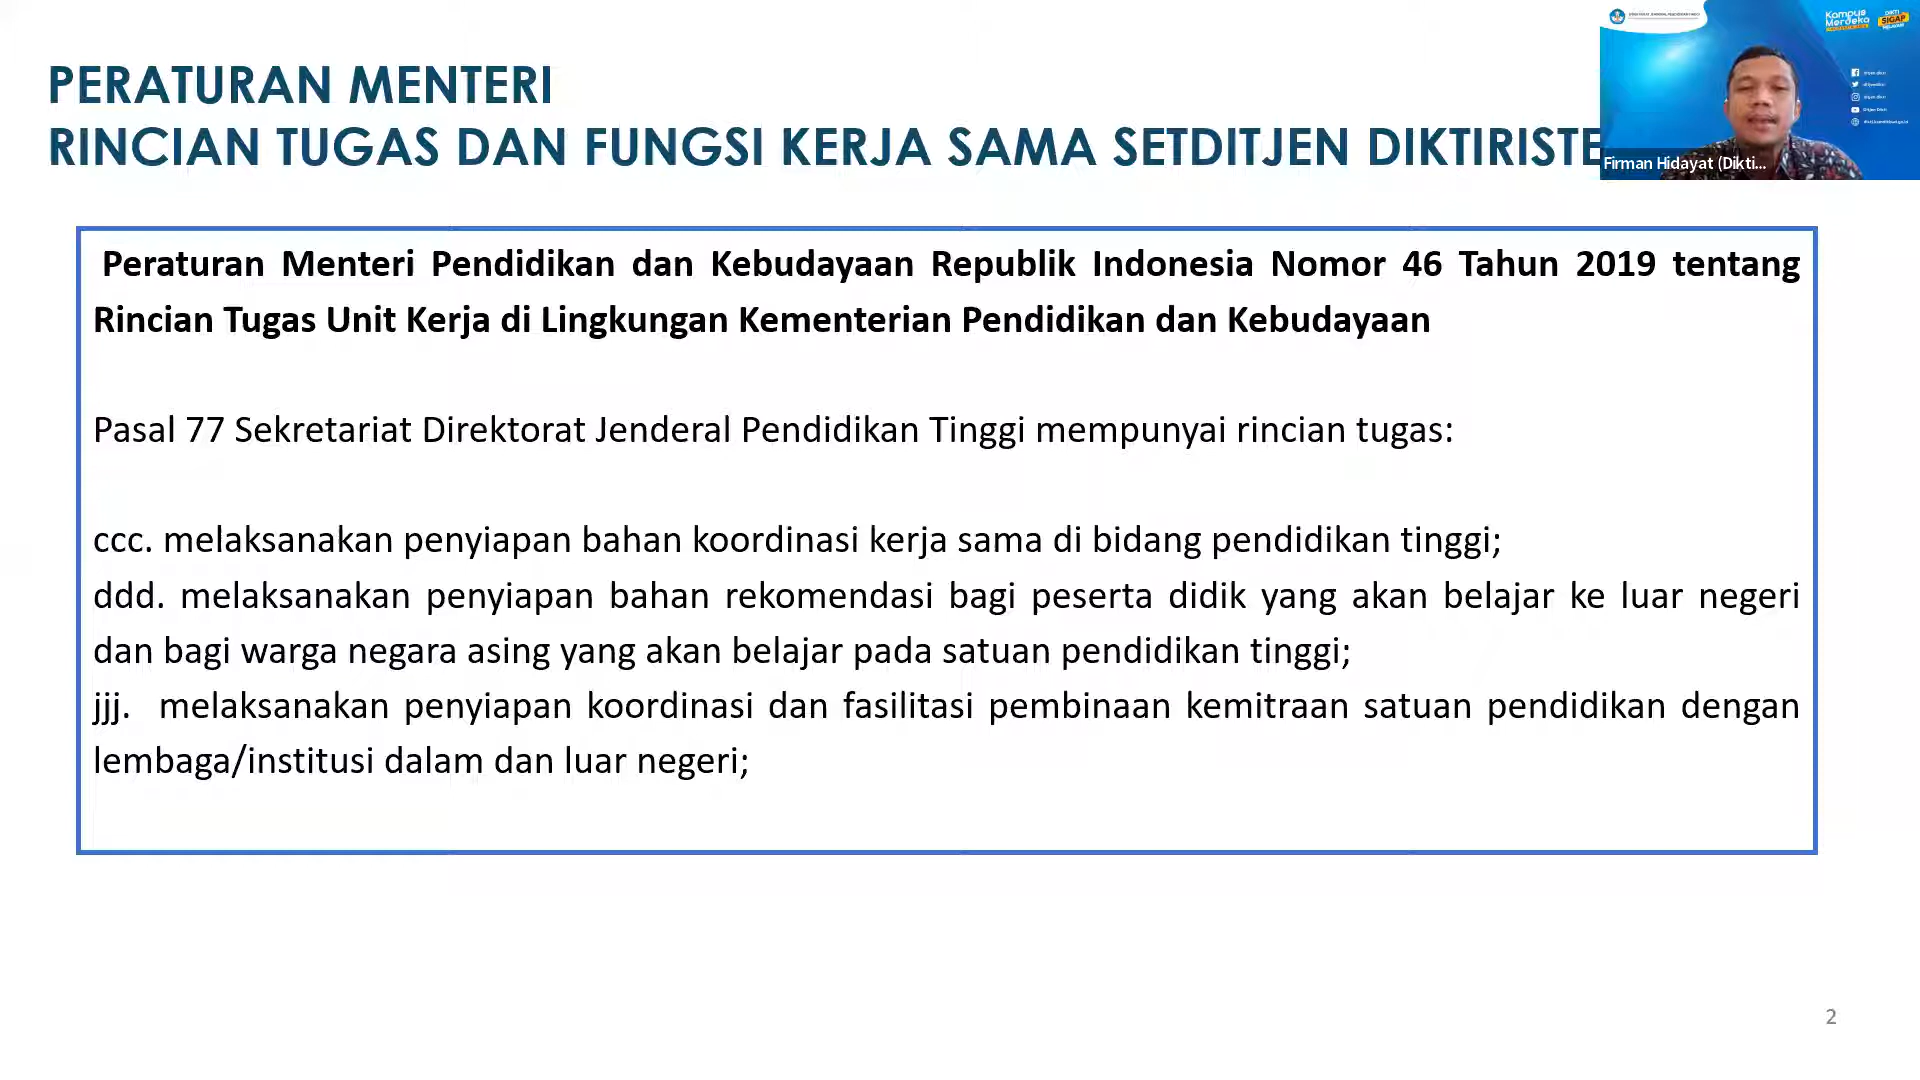 PERATURAN MENTERI
RINCIAN TUGAS DAN FUNGSI KERJA SAMA SETDITJEN DIKTIRISTE
Kampus
Merdeka
DIKTI
SIGAP
Firman Hidayat (Dikti...
Peraturan Menteri Pendidikan dan Kebudayaan Republik Indonesia Nomor 46 Tahun 2019 tentang
Rincian Tugas Unit Kerja di Lingkungan Kementerian Pendidikan dan Kebudayaan
Pasal 77 Sekretariat Direktorat Jenderal Pendidikan Tinggi mempunyai rincian tugas:
ccc. melaksanakan penyiapan bahan koordinasi kerja sama di bidang pendidikan tinggi;
ddd. melaksanakan penyiapan bahan rekomendasi bagi peserta didik yang akan belajar ke luar negeri
dan bagi warga negara asing yang akan belajar pada satuan pendidikan tinggi;
jjj. melaksanakan penyiapan koordinasi dan fasilitasi pembinaan kemitraan satuan pendidikan dengan
lembaga/institusi dalam dan luar negeri;
2